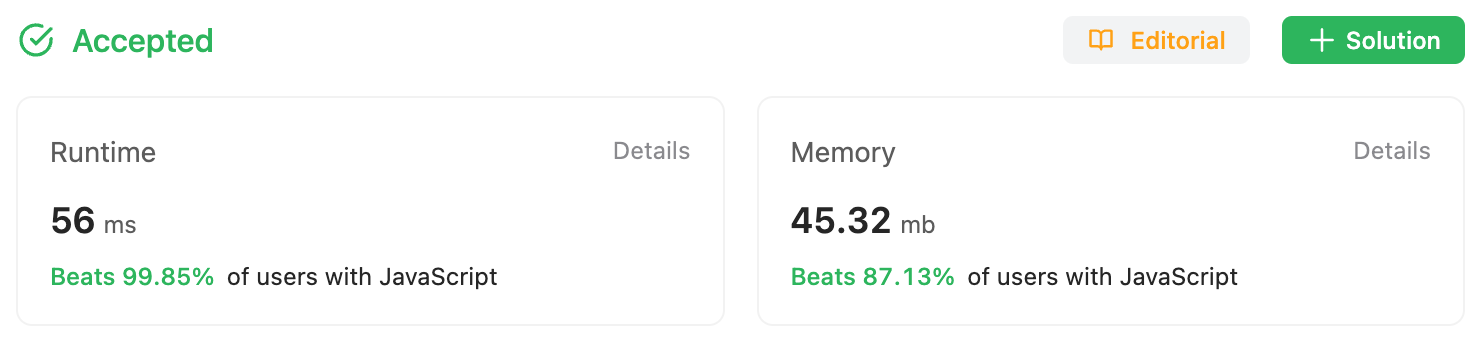 Accepted
Editorial
Solution
Runtime
Details
56 ms
Beats 99.85% of users with JavaScript
Memory
Details
45.32 mb
Beats 87.13% of users with JavaScript